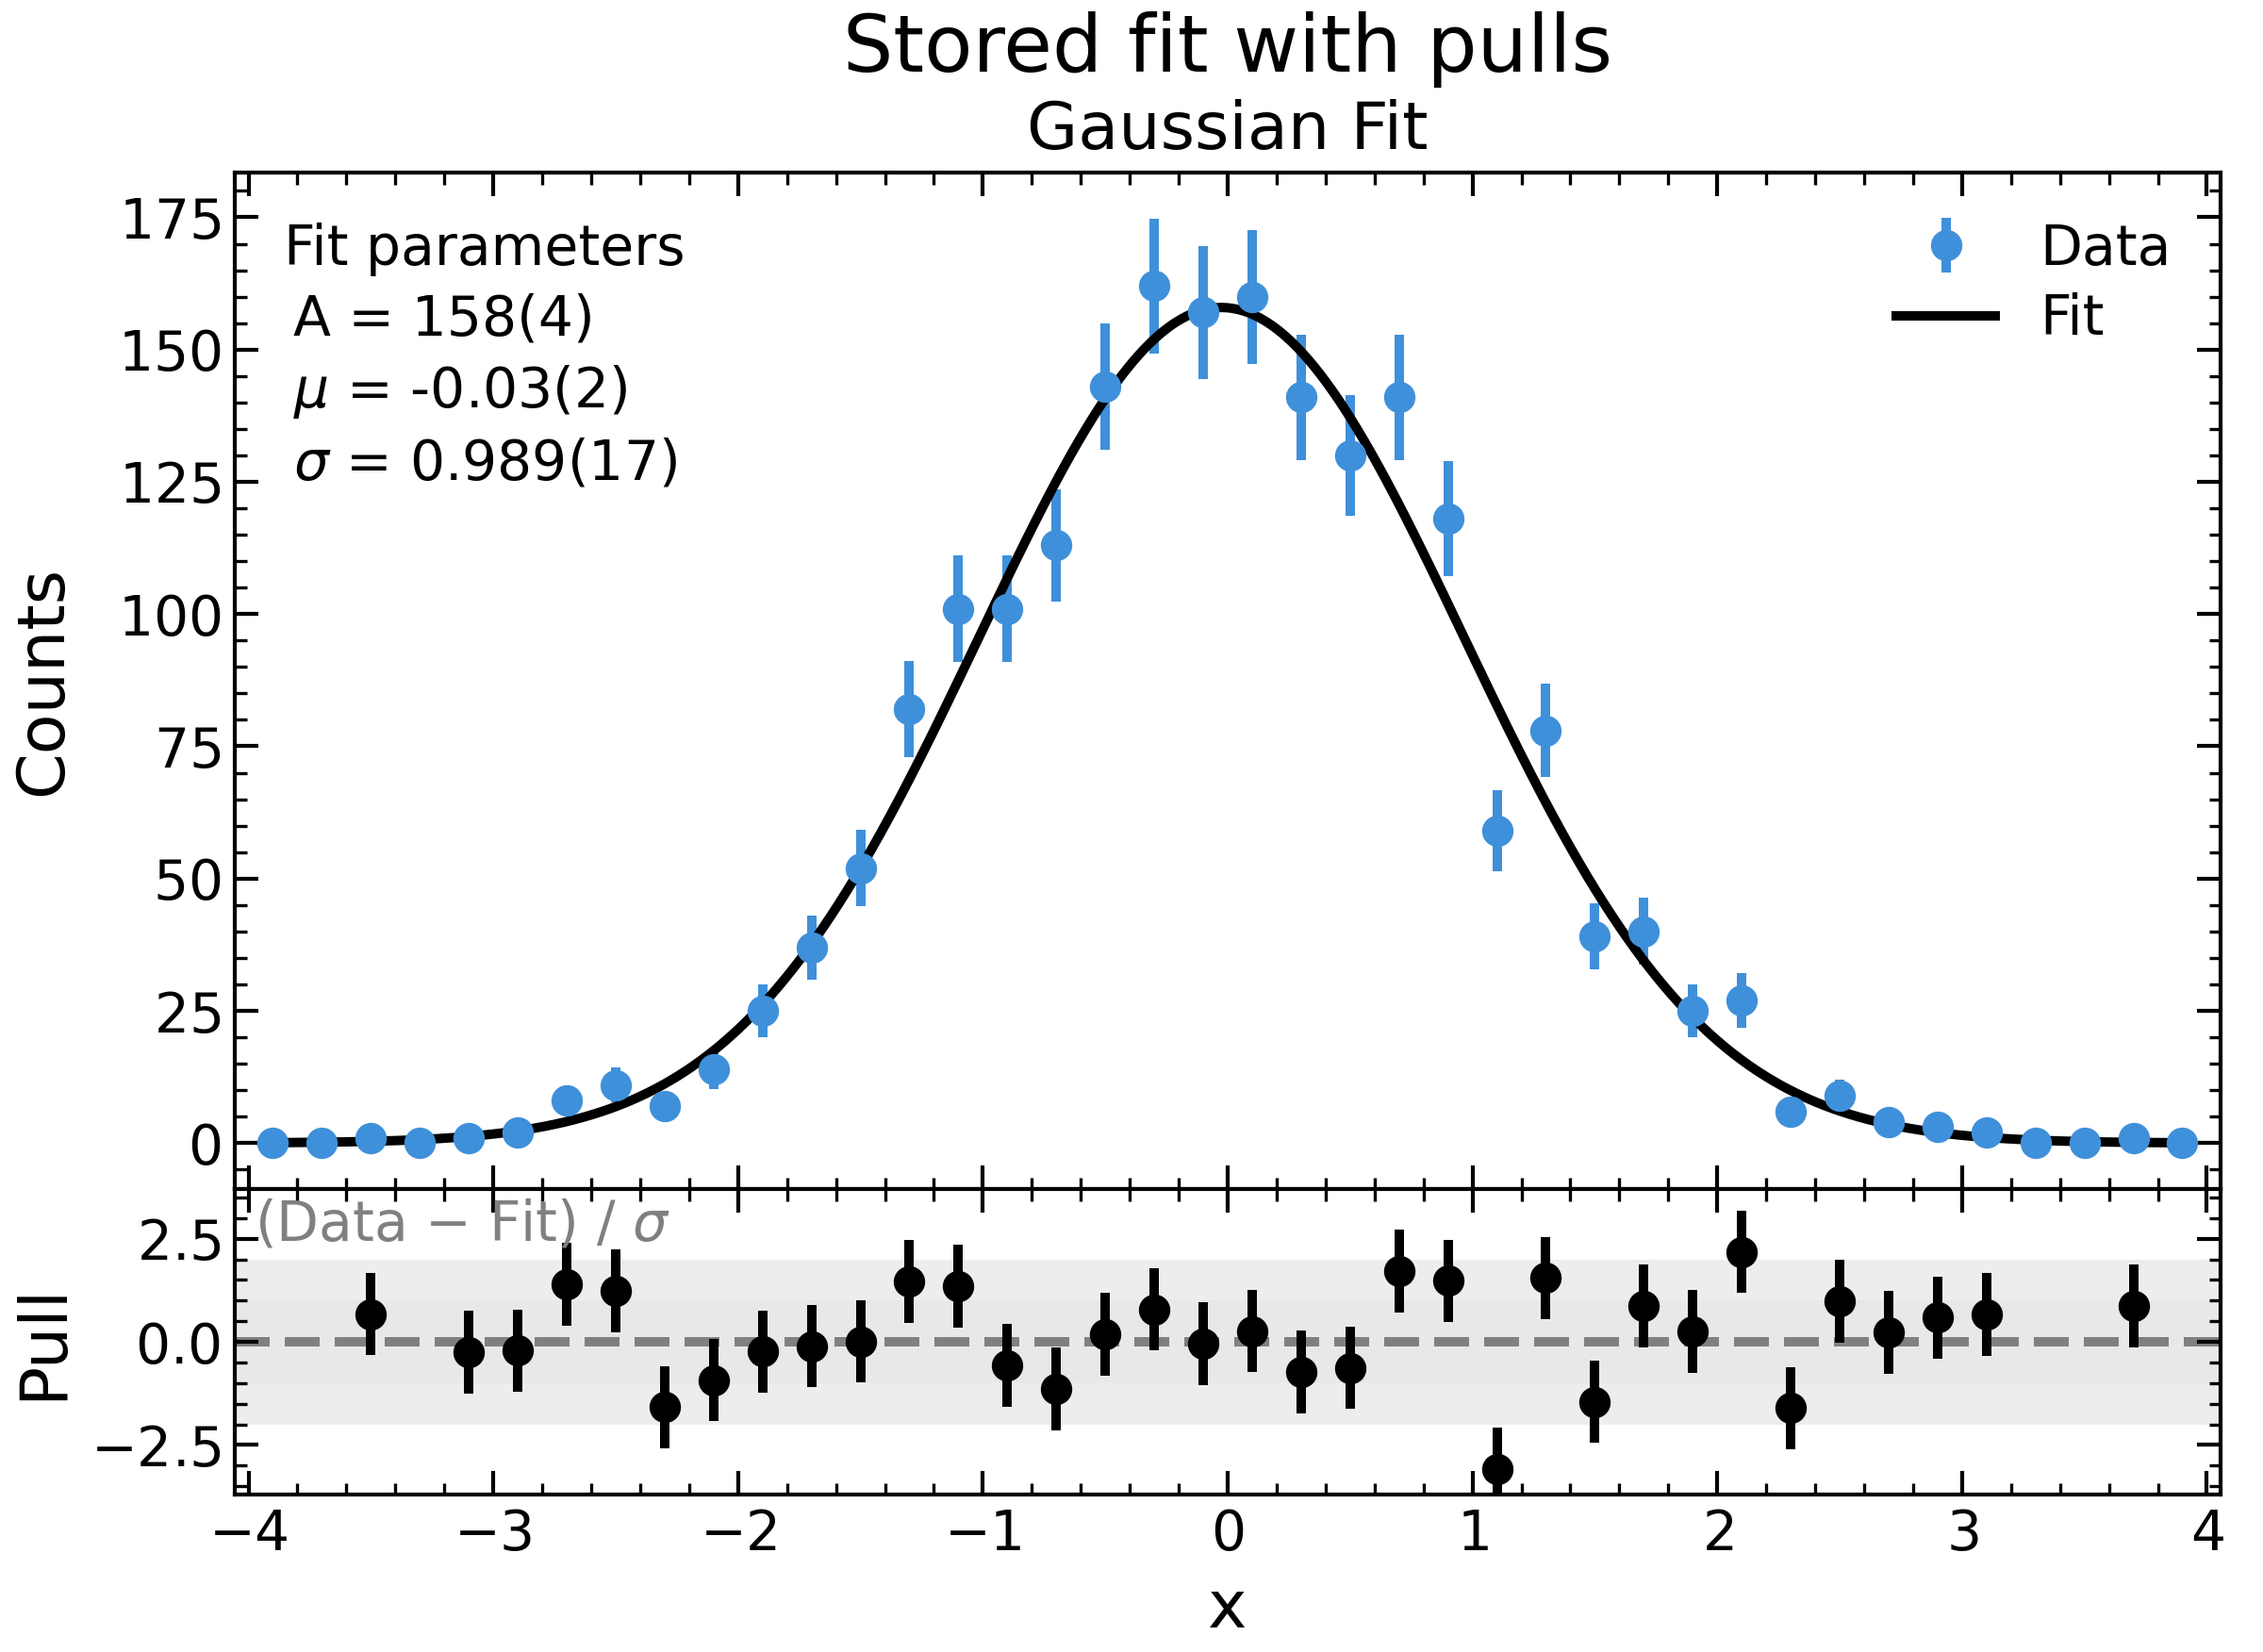 Stored fit with pulls
Gaussian Fit
Fit parameters
A = 158(4)
μ = -0.03(2)
σ = 0.989(17)
Data
Fit
Counts
175
150
125
100
75
50
25
0
(Data − Fit) / σ
Pull
2.5
0.0
−2.5
−4 −3 −2 −1 0 1 2 3 4
x